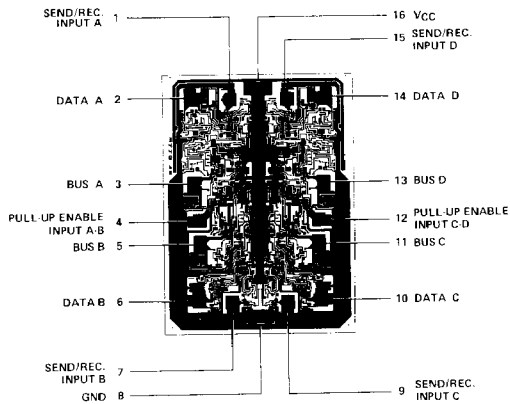 SEND/REC.
INPUT A 1
16 VCC
15 SEND/REC.
INPUT D
DATA A 2
14 DATA D
BUS A 3
13 BUS D
PULL-UP ENABLE 4
INPUT A-B
12 PULL-UP ENABLE
INPUT C-D
BUS B 5
11 BUS C
DATA B 6
10 DATA C
SEND/REC. 7
INPUT B
GND 8
9 SEND/REC.
INPUT C